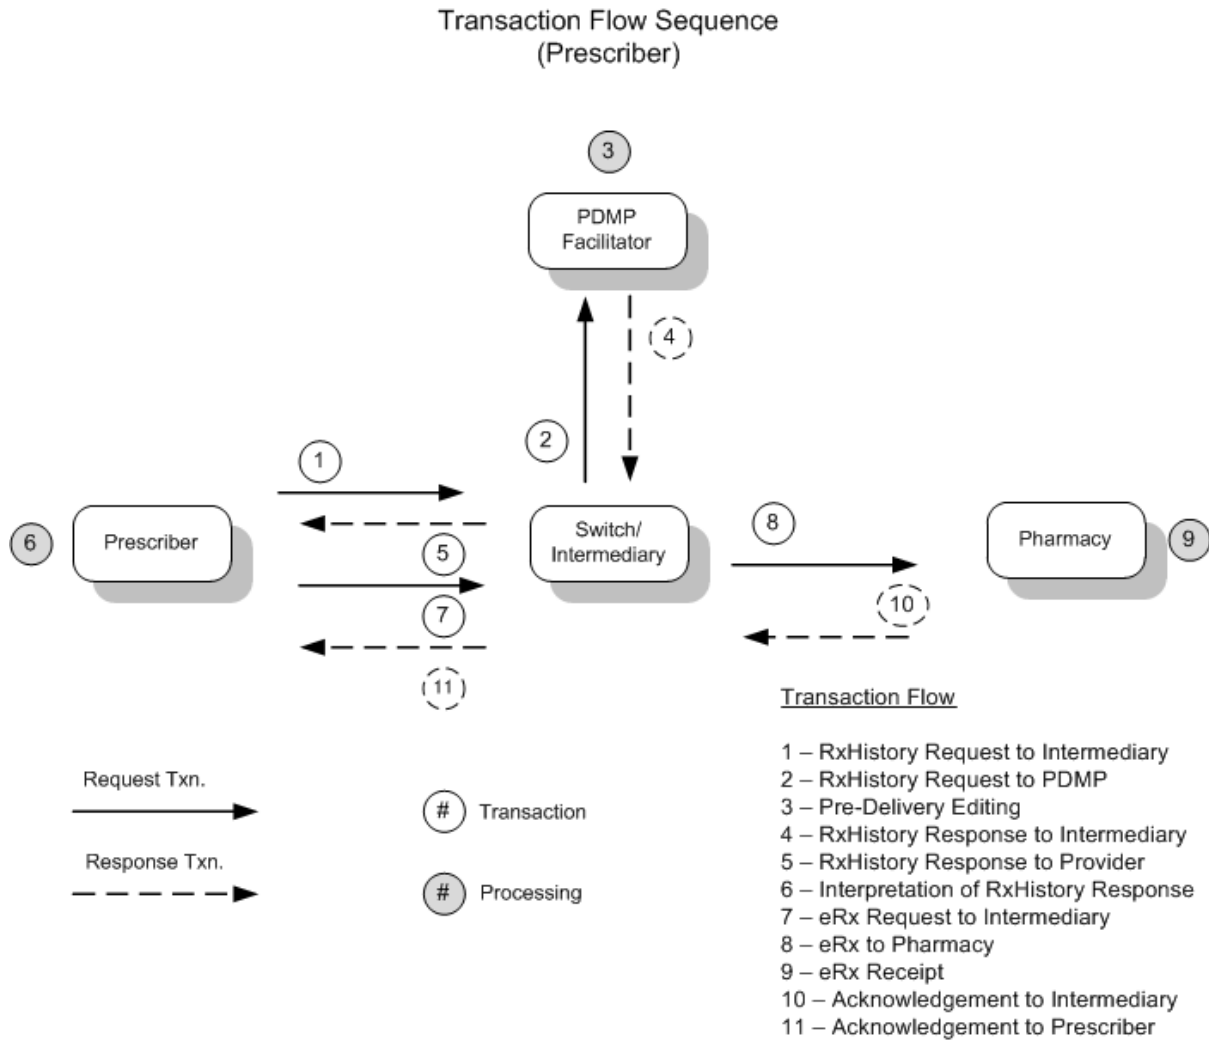 Transaction Flow Sequence
(Prescriber)
3
PDMP
Facilitator
4
2
1
6
Prescriber
Switch/
Intermediary
5
7
11
8
Pharmacy
9
10
Transaction Flow
1 – RxHistory Request to Intermediary
2 – RxHistory Request to PDMP
3 – Pre-Delivery Editing
4 – RxHistory Response to Intermediary
5 – RxHistory Response to Provider
6 – Interpretation of RxHistory Response
7 – eRx Request to Intermediary
8 – eRx to Pharmacy
9 – eRx Receipt
10 – Acknowledgement to Intermediary
11 – Acknowledgement to Prescriber
Request Txn.
# Transaction
Response Txn.
# Processing